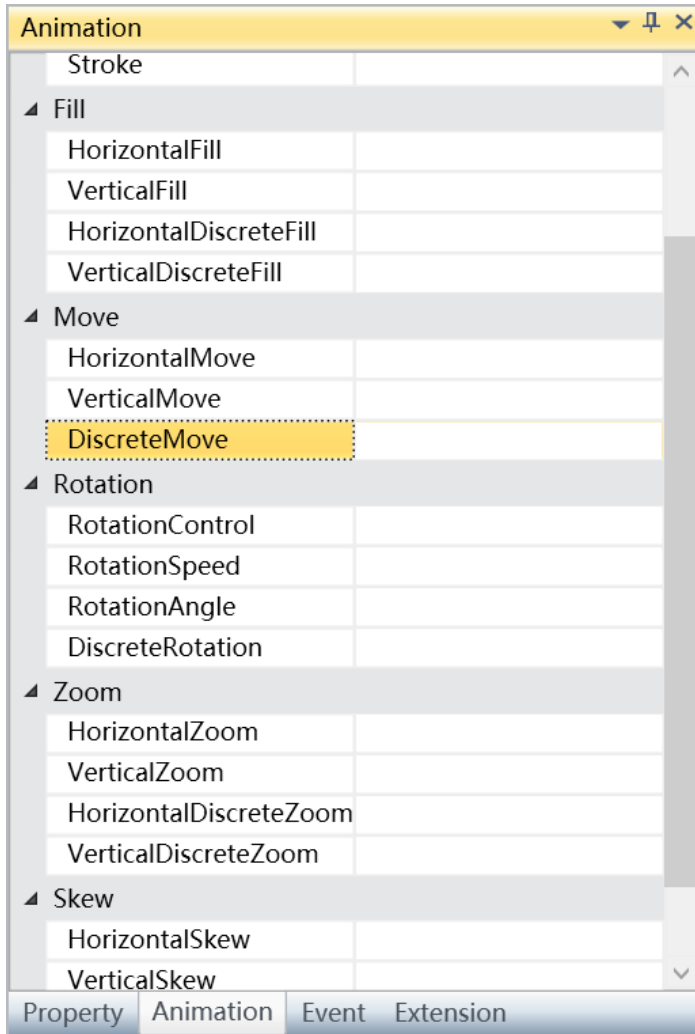 Animation
Stroke
Fill
HorizontalFill
VerticalFill
HorizontalDiscreteFill
VerticalDiscreteFill
Move
HorizontalMove
VerticalMove
DiscreteMove
Rotation
RotationControl
RotationSpeed
RotationAngle
DiscreteRotation
Zoom
HorizontalZoom
VerticalZoom
HorizontalDiscreteZoom
VerticalDiscreteZoom
Skew
HorizontalSkew
VerticalSkew
Property Animation Event Extension